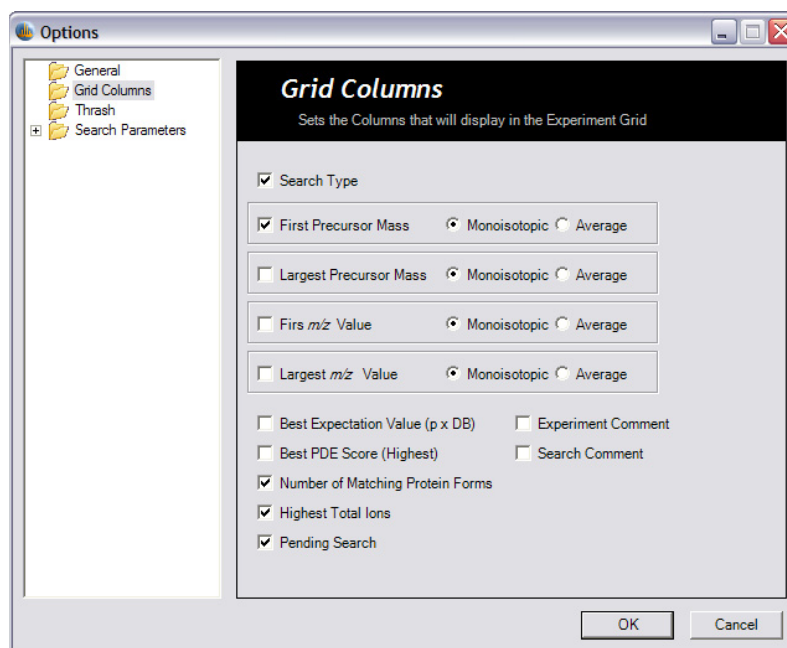 Options
General
Grid Columns
Thrash
Search Parameters
Grid Columns
Sets the Columns that will display in the Experiment Grid
Search Type
First Precursor Mass Monoisotopic Average
Largest Precursor Mass Monoisotopic Average
Firs m/z Value Monoisotopic Average
Largest m/z Value Monoisotopic Average
Best Expectation Value (p x DB) Experiment Comment
Best PDE Score (Highest) Search Comment
Number of Matching Protein Forms
Highest Total Ions
Pending Search
OK Cancel